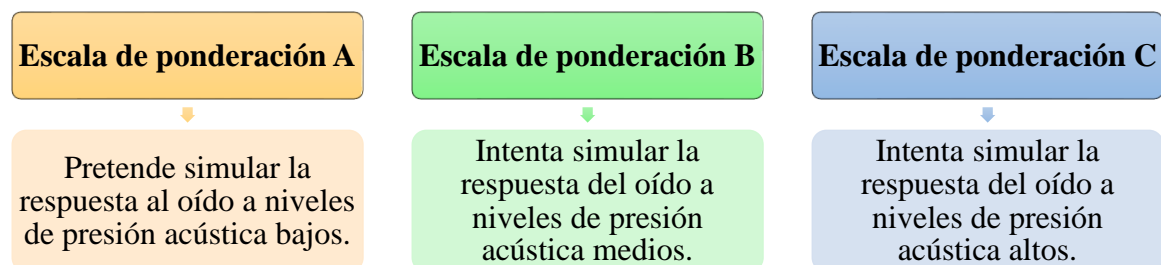 Escala de ponderación A
Pretende simular la
respuesta al oído a niveles
de presión acústica bajos.
Escala de ponderación B
Intenta simular la
respuesta del oído a
niveles de presión
acústica medios.
Escala de ponderación C
Intenta simular la
respuesta del oído a
niveles de presión
acústica altos.